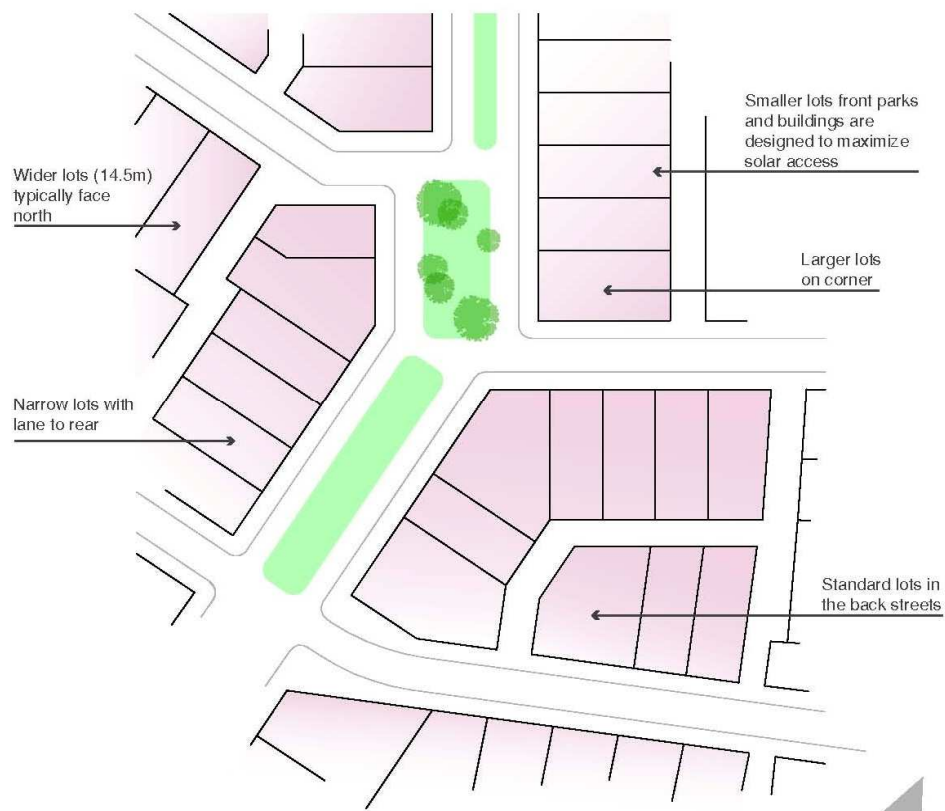 Smaller lots front parks
and buildings are
designed to maximize
solar access
Wider lots (14.5m)
typically face
north
Larger lots
on corner
Narrow lots with
lane to rear
Standard lots in
the back streets